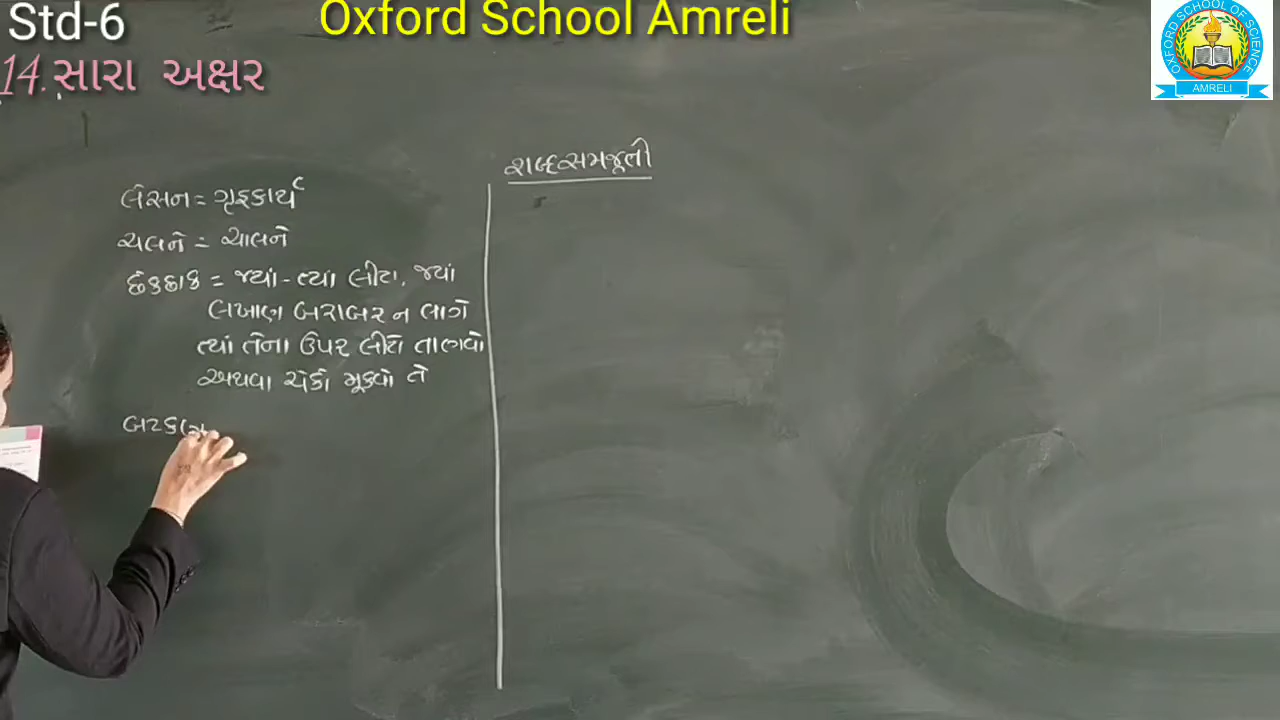 Std-6
Oxford School Amreli
OXFORD SCHOOL OF SCIENCE
AMRELI
14. સારા અક્ષર
શબ્દસમજૂતી
લેસન = ગૃહકાર્ય
ચલને = ચાલને
છેકછાક = જ્યાં-ત્યાં લીટા, જ્યાં
લખાણ બરાબર ન લાગે
ત્યાં તેના ઉપર લીટો તાણવો
અથવા ચેકો મૂકવો તે